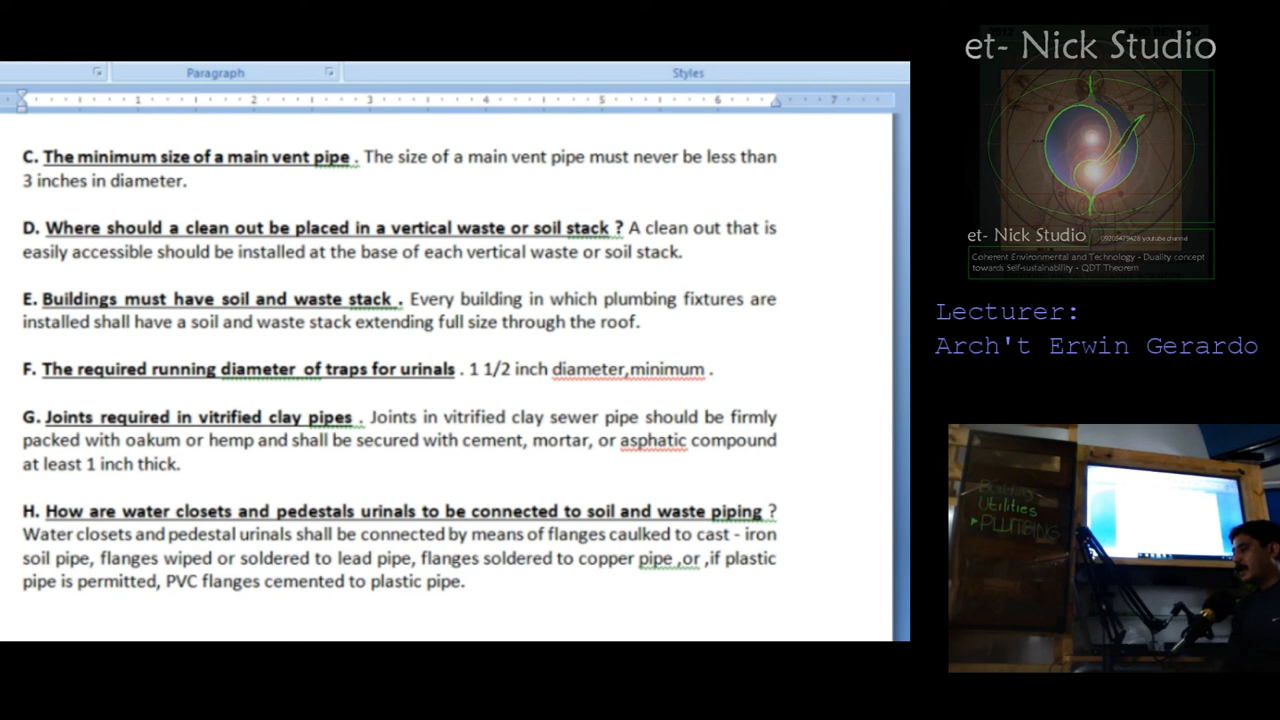 Paragraph
Styles
1 2 3 4 5 6 7
C. The minimum size of a main vent pipe . The size of a main vent pipe must never be less than
3 inches in diameter.
D. Where should a clean out be placed in a vertical waste or soil stack ? A clean out that is
easily accessible should be installed at the base of each vertical waste or soil stack.
E. Buildings must have soil and waste stack . Every building in which plumbing fixtures are
installed shall have a soil and waste stack extending full size through the roof.
F. The required running diameter of traps for urinals . 1 1/2 inch diameter,minimum .
G. Joints required in vitrified clay pipes . Joints in vitrified clay sewer pipe should be firmly
packed with oakum or hemp and shall be secured with cement, mortar, or asphatic compound
at least 1 inch thick.
H. How are water closets and pedestals urinals to be connected to soil and waste piping ?
Water closets and pedestal urinals shall be connected by means of flanges caulked to cast - iron
soil pipe, flanges wiped or soldered to lead pipe, flanges soldered to copper pipe ,or ,if plastic
pipe is permitted, PVC flanges cemented to plastic pipe.
et- Nick Studio
et- Nick Studio
09205479428 youtube channel
Coherent Environmental and Technology - Duality concept
towards Self-sustainability - QDT Theorem
Lecturer:
Arch't Erwin Gerardo
Utilities
PLUMBING